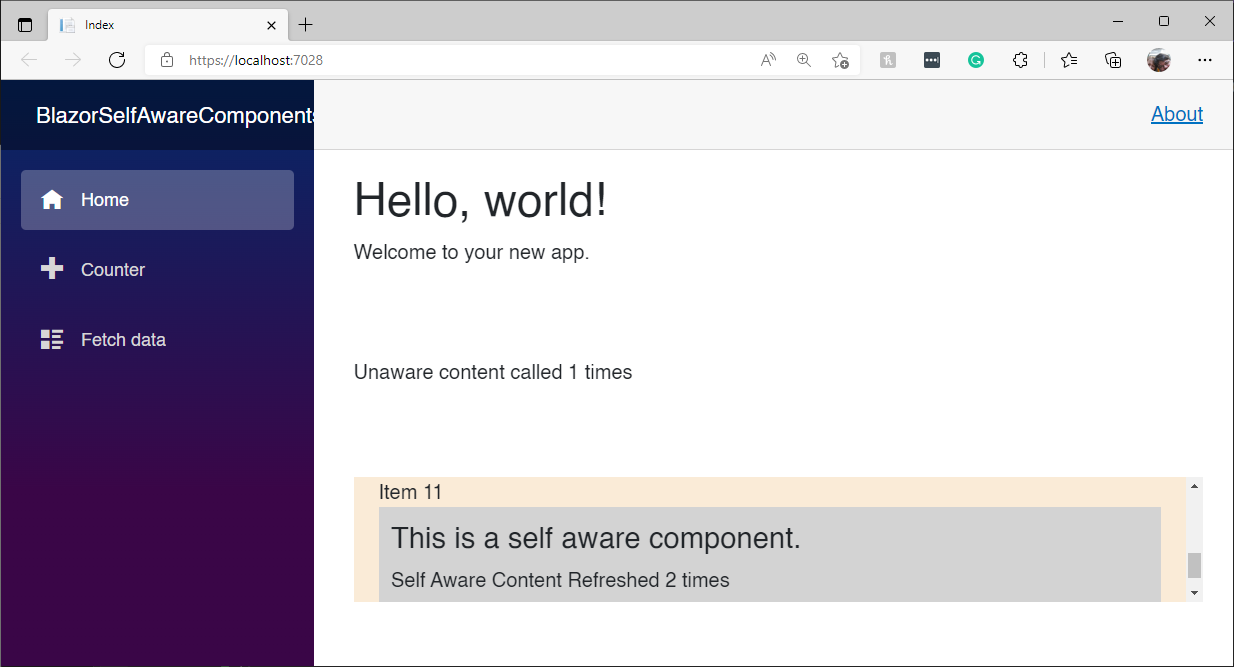 Index
https://localhost:7028
BlazorSelfAwareComponents
About
Home
Counter
Fetch data
Hello, world!
Welcome to your new app.
Unaware content called 1 times
Item 11
This is a self aware component.
Self Aware Content Refreshed 2 times